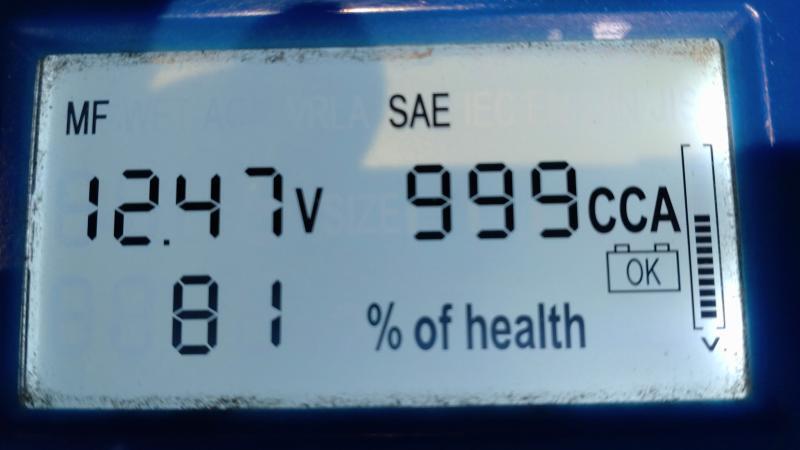 MF SAE
12.47V 999CCA
OK
81 % of health